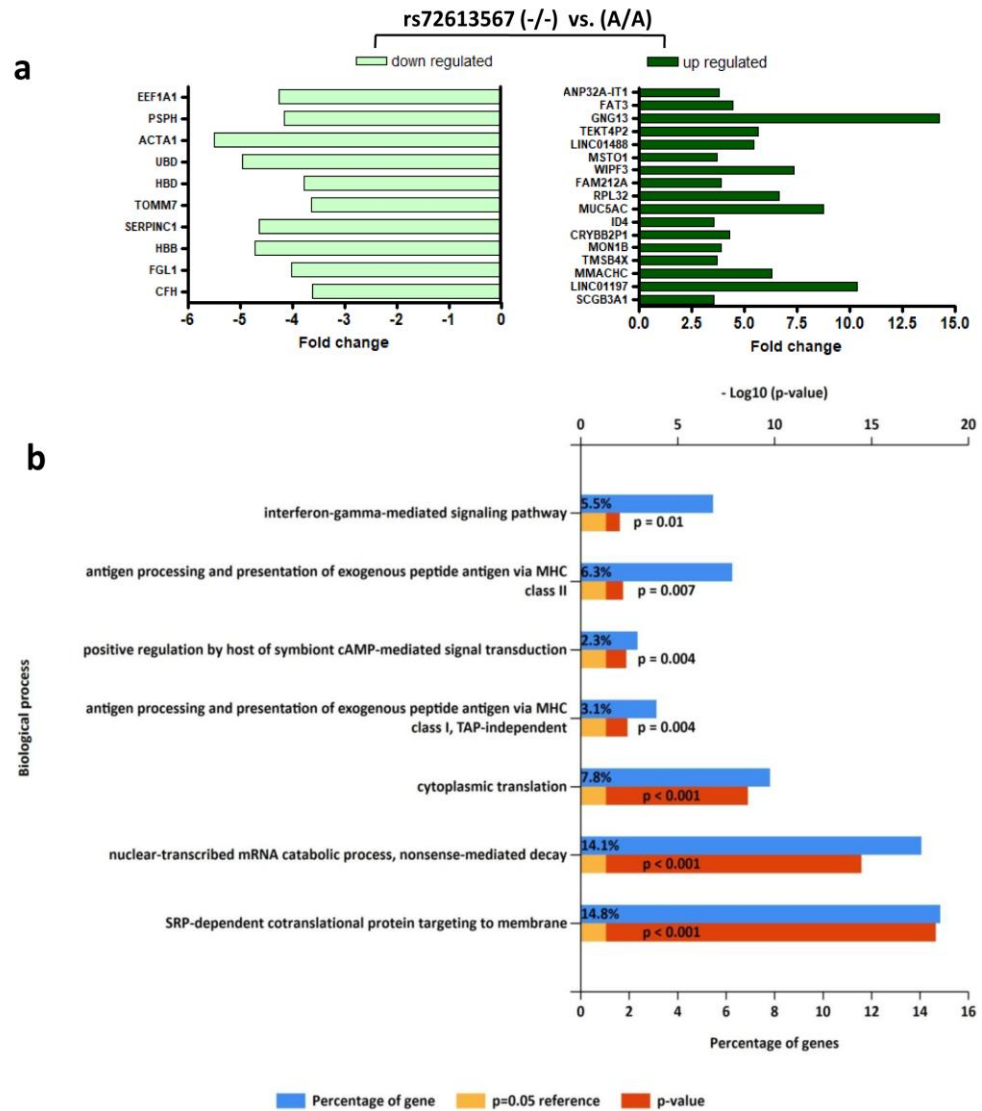 rs72613567 (-/-) vs. (A/A)
a
down regulated
up regulated
EEF1A1
PSPH
ACTA1
UBD
HBD
TOMM7
SERPINC1
HBB
FGL1
CFH
-6 -5 -4 -3 -2 -1 0
Fold change
ANP32A-IT1
FAT3
GNG13
TEKT4P2
LINC01488
MSTO1
WIPF3
FAM212A
RPL32
MUC5AC
ID4
CRYBB2P1
MON1B
TMSB4X
MMACHC
LINC01197
SCGB3A1
0.0 2.5 5.0 7.5 10.0 12.5 15.0
Fold change
b
- Log10 (p-value)
0 5 10 15 20
Biological process
interferon-gamma-mediated signaling pathway
5.5%
p = 0.01
antigen processing and presentation of exogenous peptide antigen via MHC
class II
6.3%
p = 0.007
positive regulation by host of symbiont cAMP-mediated signal transduction
2.3%
p = 0.004
antigen processing and presentation of exogenous peptide antigen via MHC
class I, TAP-independent
3.1%
p = 0.004
cytoplasmic translation
7.8%
p < 0.001
nuclear-transcribed mRNA catabolic process, nonsense-mediated decay
14.1%
p < 0.001
SRP-dependent cotranslational protein targeting to membrane
14.8%
p < 0.001
0 2 4 6 8 10 12 14 16
Percentage of genes
Percentage of gene
p=0.05 reference
p-value